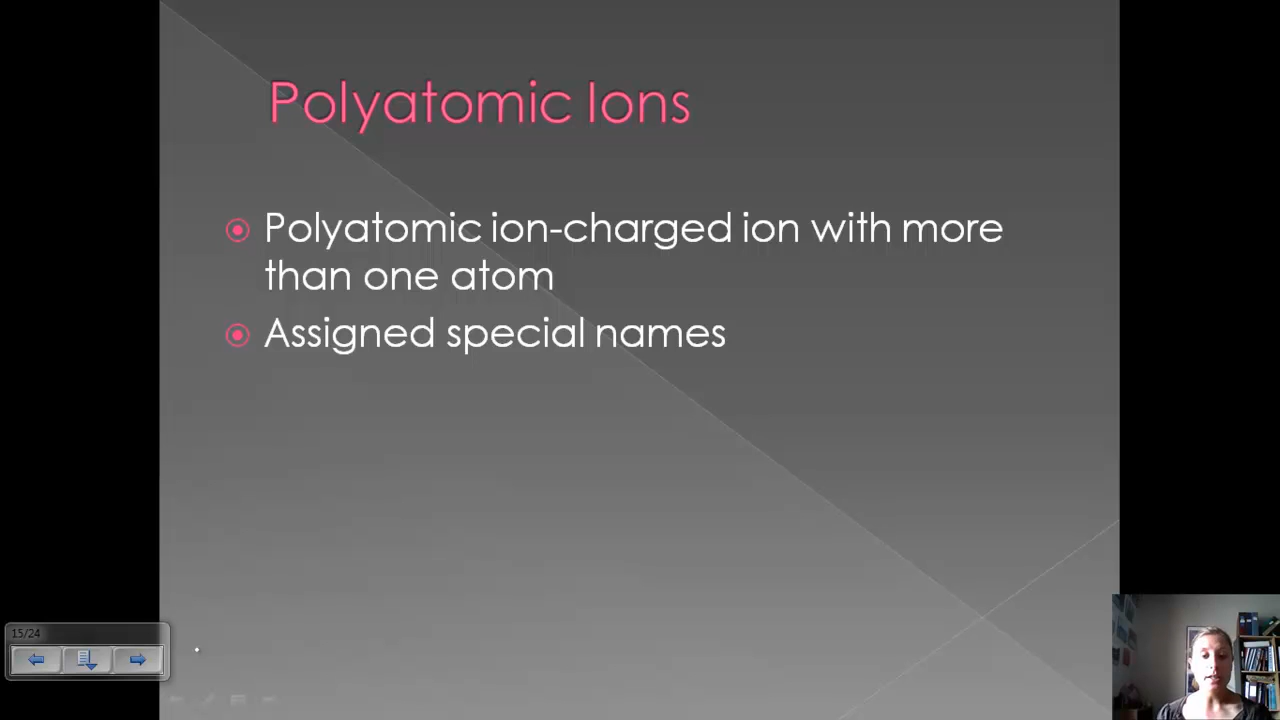 Polyatomic Ions
Polyatomic ion-charged ion with more
than one atom
Assigned special names
15/24